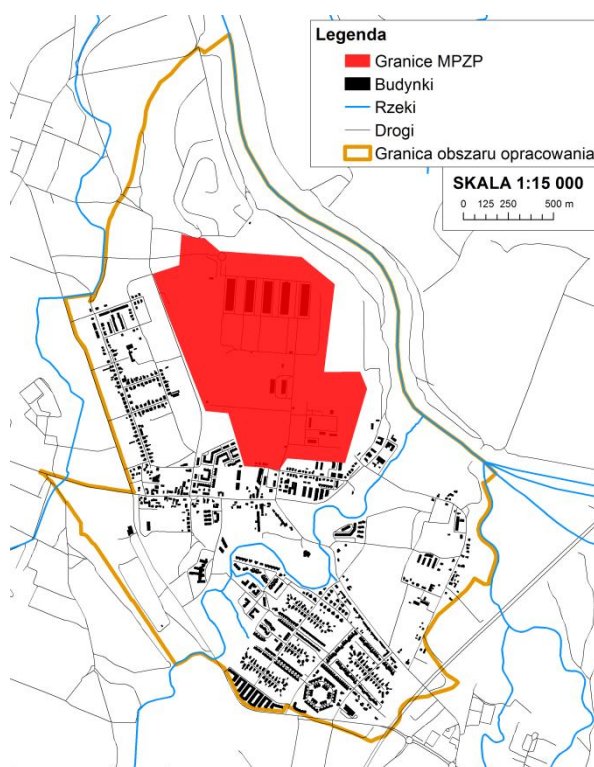 Legenda
Granice MPZP
Budynki
Rzeki
Drogi
Granica obszaru opracowania
SKALA 1:15 000
0 125 250 500 m